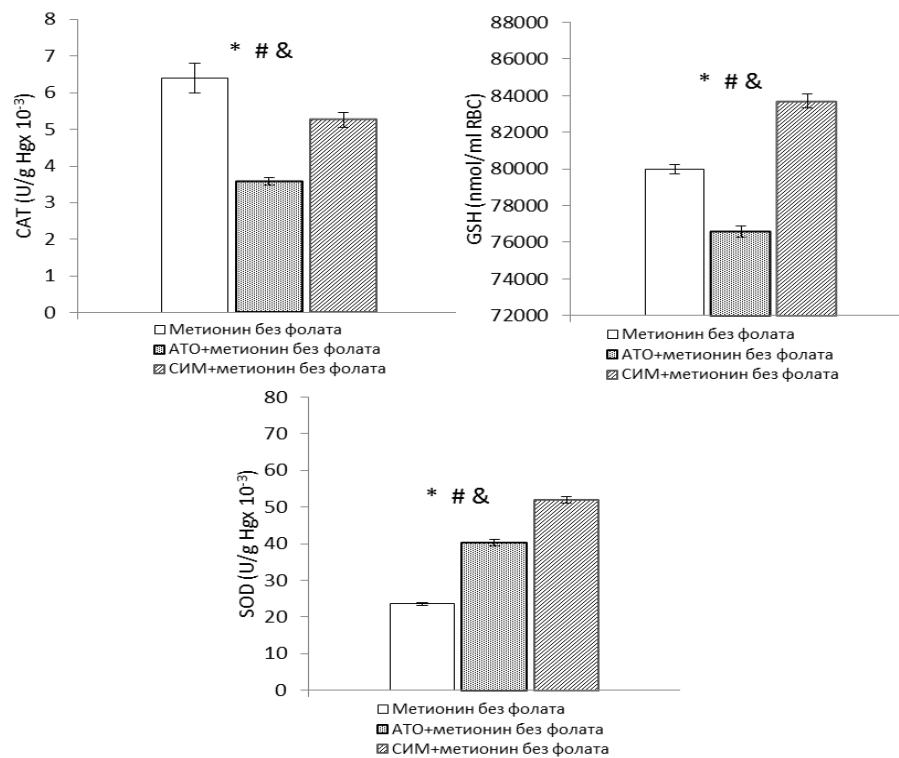 CAT (U/g Hgx 10-3)
8
7
6
5
4
3
2
1
0
* # &
Метионин без фолата
АТО+метионин без фолата
СИМ+метионин без фолата
GSH (nmol/ml RBC)
88000
86000
84000
82000
80000
78000
76000
74000
72000
* # &
Метионин без фолата
АТО+метионин без фолата
СИМ+метионин без фолата
SOD (U/g Hgx 10-3)
80
70
60
50
40
30
20
10
0
* # &
Метионин без фолата
АТО+метионин без фолата
СИМ+метионин без фолата